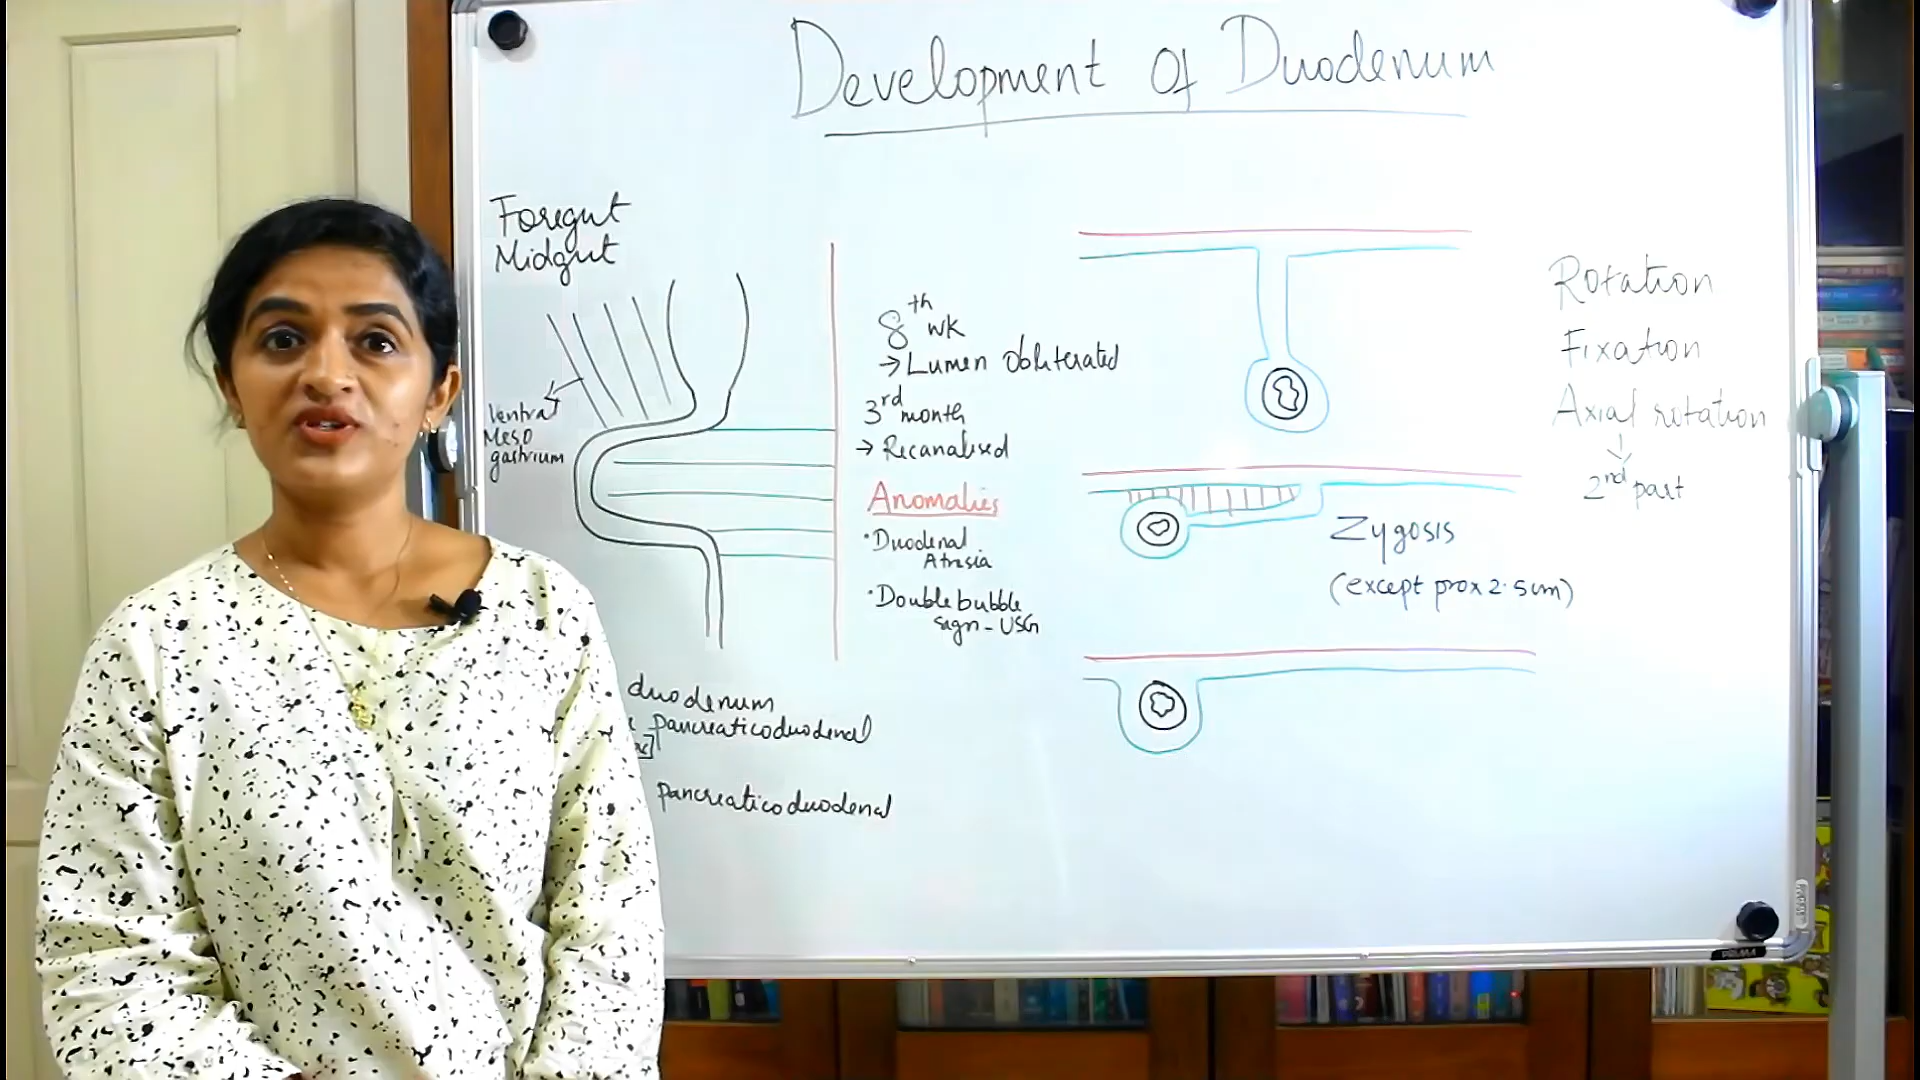 Development of Duodenum
Foregut
Midgut
Ventral
Meso
gastrium
8th wk
→ Lumen Obliterated
3rd month
→ Recanalised
Anomalies
• Duodenal
Atresia
• Double bubble
sign - USG
duodenum
pancreaticoduodenal
pancreaticoduodenal
Zygosis
(except prox 2.5cm)
Rotation
Fixation
Axial rotation
↓
2nd part